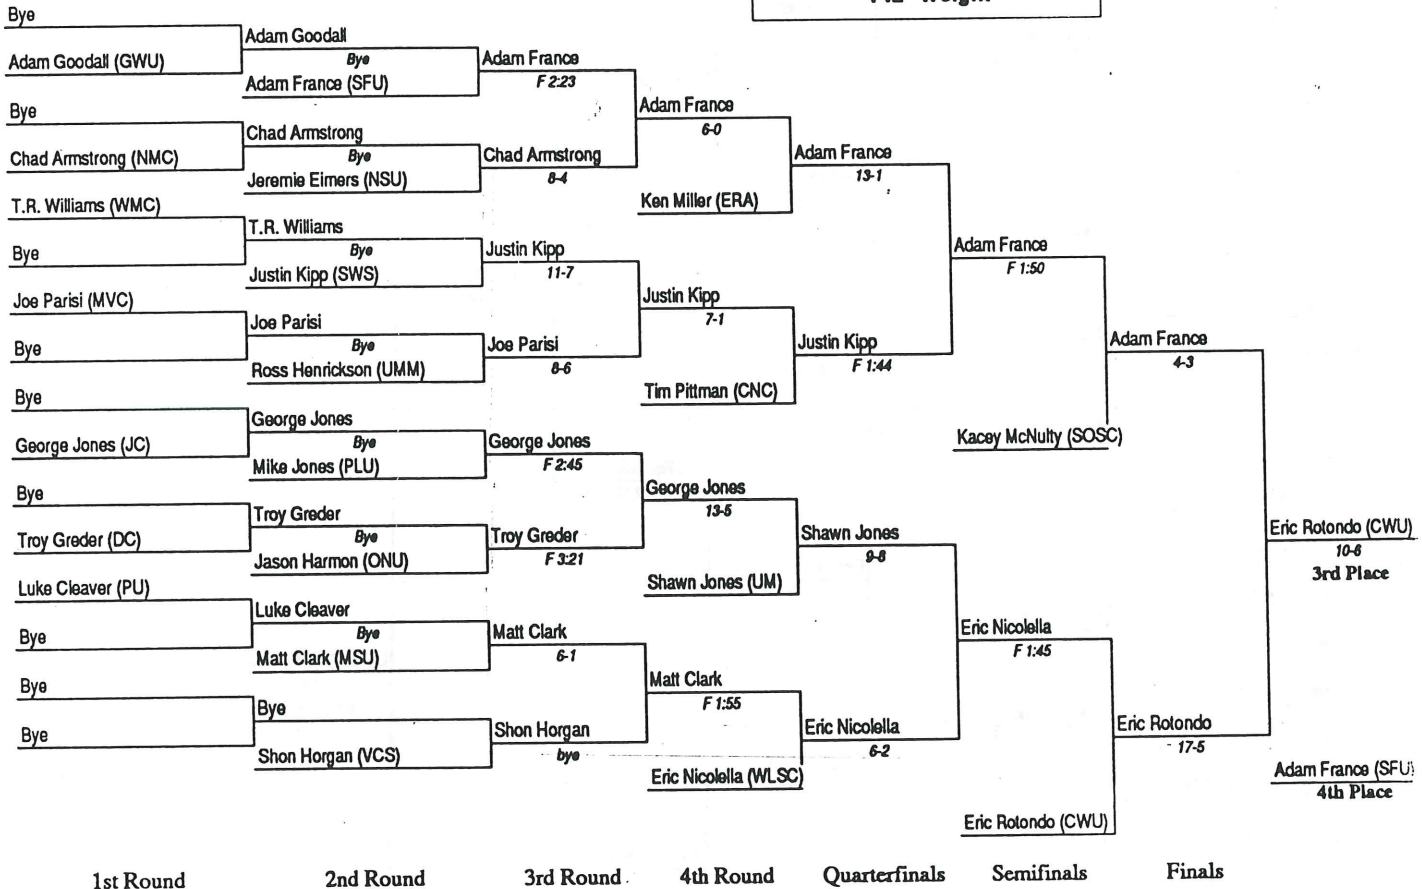 Bye
Adam Goodall (GWU)
Bye
Chad Armstrong (NMC)
T.R. Williams (WMC)
Bye
Joe Parisi (MVC)
Bye
Bye
George Jones (JC)
Bye
Troy Greder (DC)
Luke Cleaver (PU)
Bye
Bye
Bye
1st Round
Adam Goodall
Bye
Adam France (SFU)
Chad Armstrong
Bye
Jeremie Eimers (NSU)
T.R. Williams
Bye
Justin Kipp (SWS)
Joe Parisi
Bye
Ross Henrickson (UMM)
George Jones
Bye
Mike Jones (PLU)
Troy Greder
Bye
Jason Harmon (ONU)
Luke Cleaver
Bye
Matt Clark (MSU)
Bye
Shon Horgan (VCS)
2nd Round
Adam France
F 2:23
Chad Armstrong
8-4
Justin Kipp
11-7
Joe Parisi
8-6
George Jones
F 2:45
Troy Greder
F 3:21
Matt Clark
6-1
Shon Horgan
bye
3rd Round
Adam France
6-0
Ken Miller (ERA)
Justin Kipp
7-1
Tim Pittman (CNC)
George Jones
13-5
Shawn Jones (UM)
Matt Clark
F 1:55
Eric Nicolella (WLSC)
4th Round
Adam France
13-1
Justin Kipp
F 1:44
Shawn Jones
9-8
Eric Nicolella
6-2
Quarterfinals
Adam France
F 1:50
Kacey McNulty (SOSC)
Eric Nicolella
F 1:45
Eric Rotondo (CWU)
Semifinals
Adam France
4-3
Eric Rotondo
17-5
Finals
Eric Rotondo (CWU)
10-6
3rd Place
Adam France (SFU)
4th Place